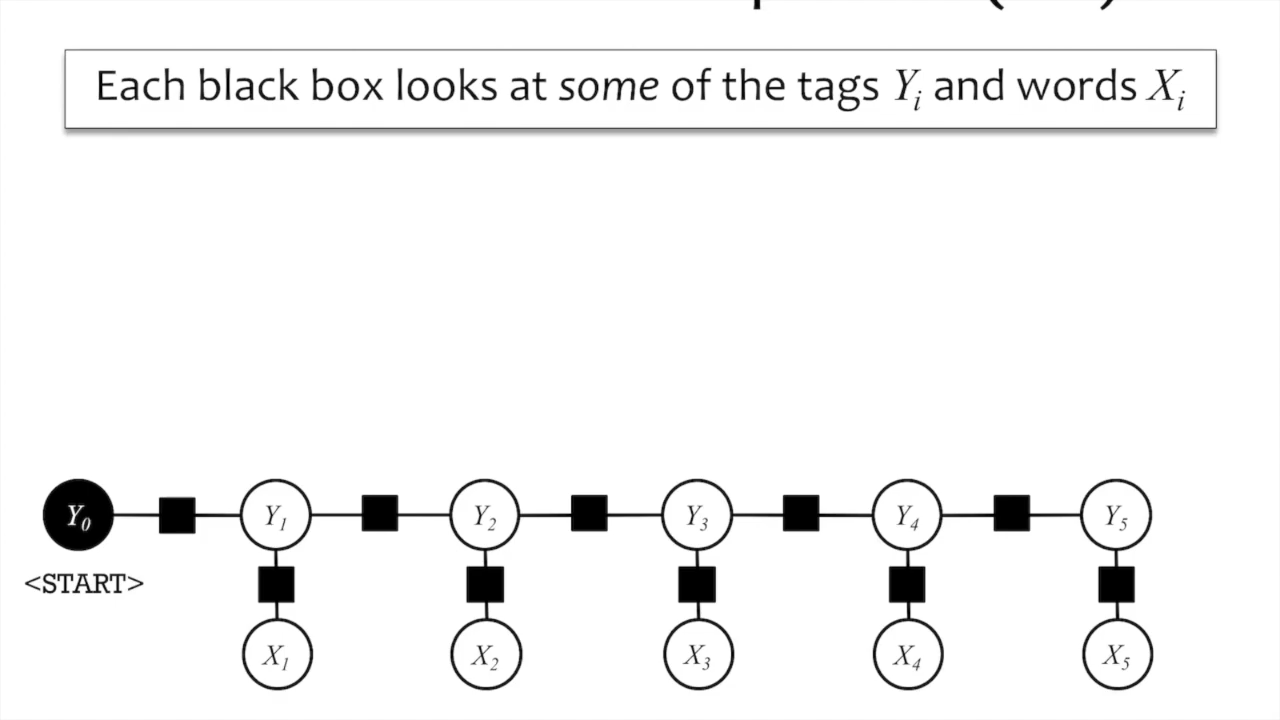 Each black box looks at some of the tags Yi and words Xi
Y0 Y1 Y2 Y3 Y4 Y5
<START>
X1 X2 X3 X4 X5